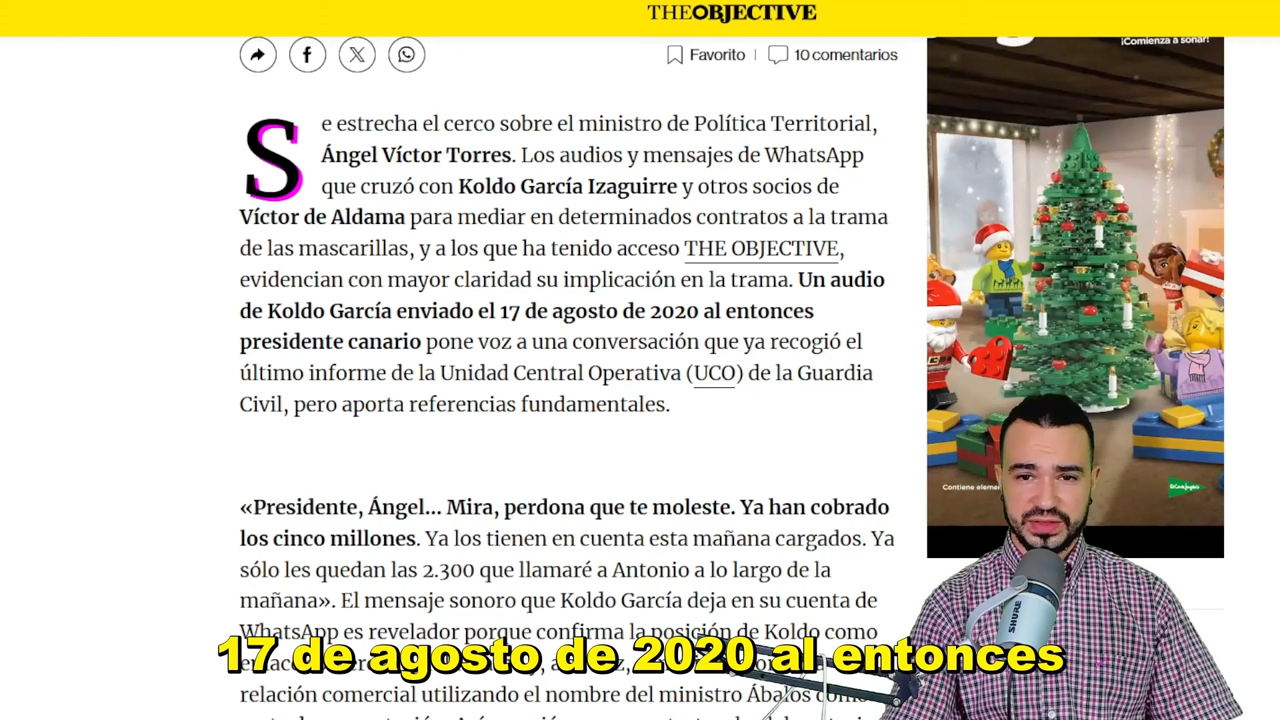 THEOBJECTIVE
Favorito
10 comentarios
¡Comienza a soñar!
Se estrecha el cerco sobre el ministro de Política Territorial,
Ángel Víctor Torres. Los audios y mensajes de WhatsApp
que cruzó con Koldo García Izaguirre y otros socios de
Víctor de Aldama para mediar en determinados contratos a la trama
de las mascarillas, y a los que ha tenido acceso THE OBJECTIVE,
evidencian con mayor claridad su implicación en la trama. Un audio
de Koldo García enviado el 17 de agosto de 2020 al entonces
presidente canario pone voz a una conversación que ya recogió el
último informe de la Unidad Central Operativa (UCO) de la Guardia
Civil, pero aporta referencias fundamentales.
Contiene
El Corte Inglés
«Presidente, Ángel... Mira, perdona que te moleste. Ya han cobrado
los cinco millones. Ya los tienen en cuenta esta mañana cargados. Ya
sólo les quedan las 2.300 que llamaré a Antonio a lo largo de la
mañana». El mensaje sonoro que Koldo García deja en su cuenta de
WhatsApp es revelador porque confirma la posición de Koldo como
17 de agosto de 2020 al entonces
relación comercial utilizando el nombre del ministro Ábalos como
SHURE